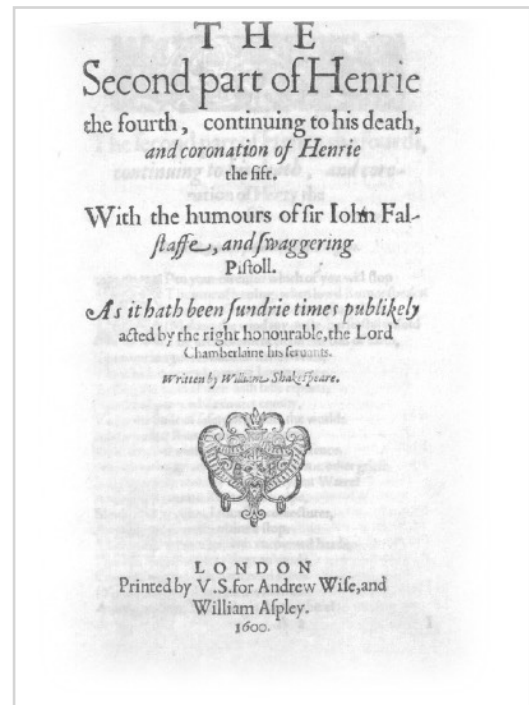 THE
Second part of Henrie
the fourth, continuing to his death,
and coronation of Henrie
the fift.
With the humours of sir Iohn Fal-
ſtaffe, and ſwaggering
Piſtoll.
As it hath been ſundrie times publikely
acted by the right honourable, the Lord
Chamberlaine his ſeruants.
Written by William Shakeſpeare.
LONDON
Printed by V.S. for Andrew Wiſe, and
William Aſpley.
1600.